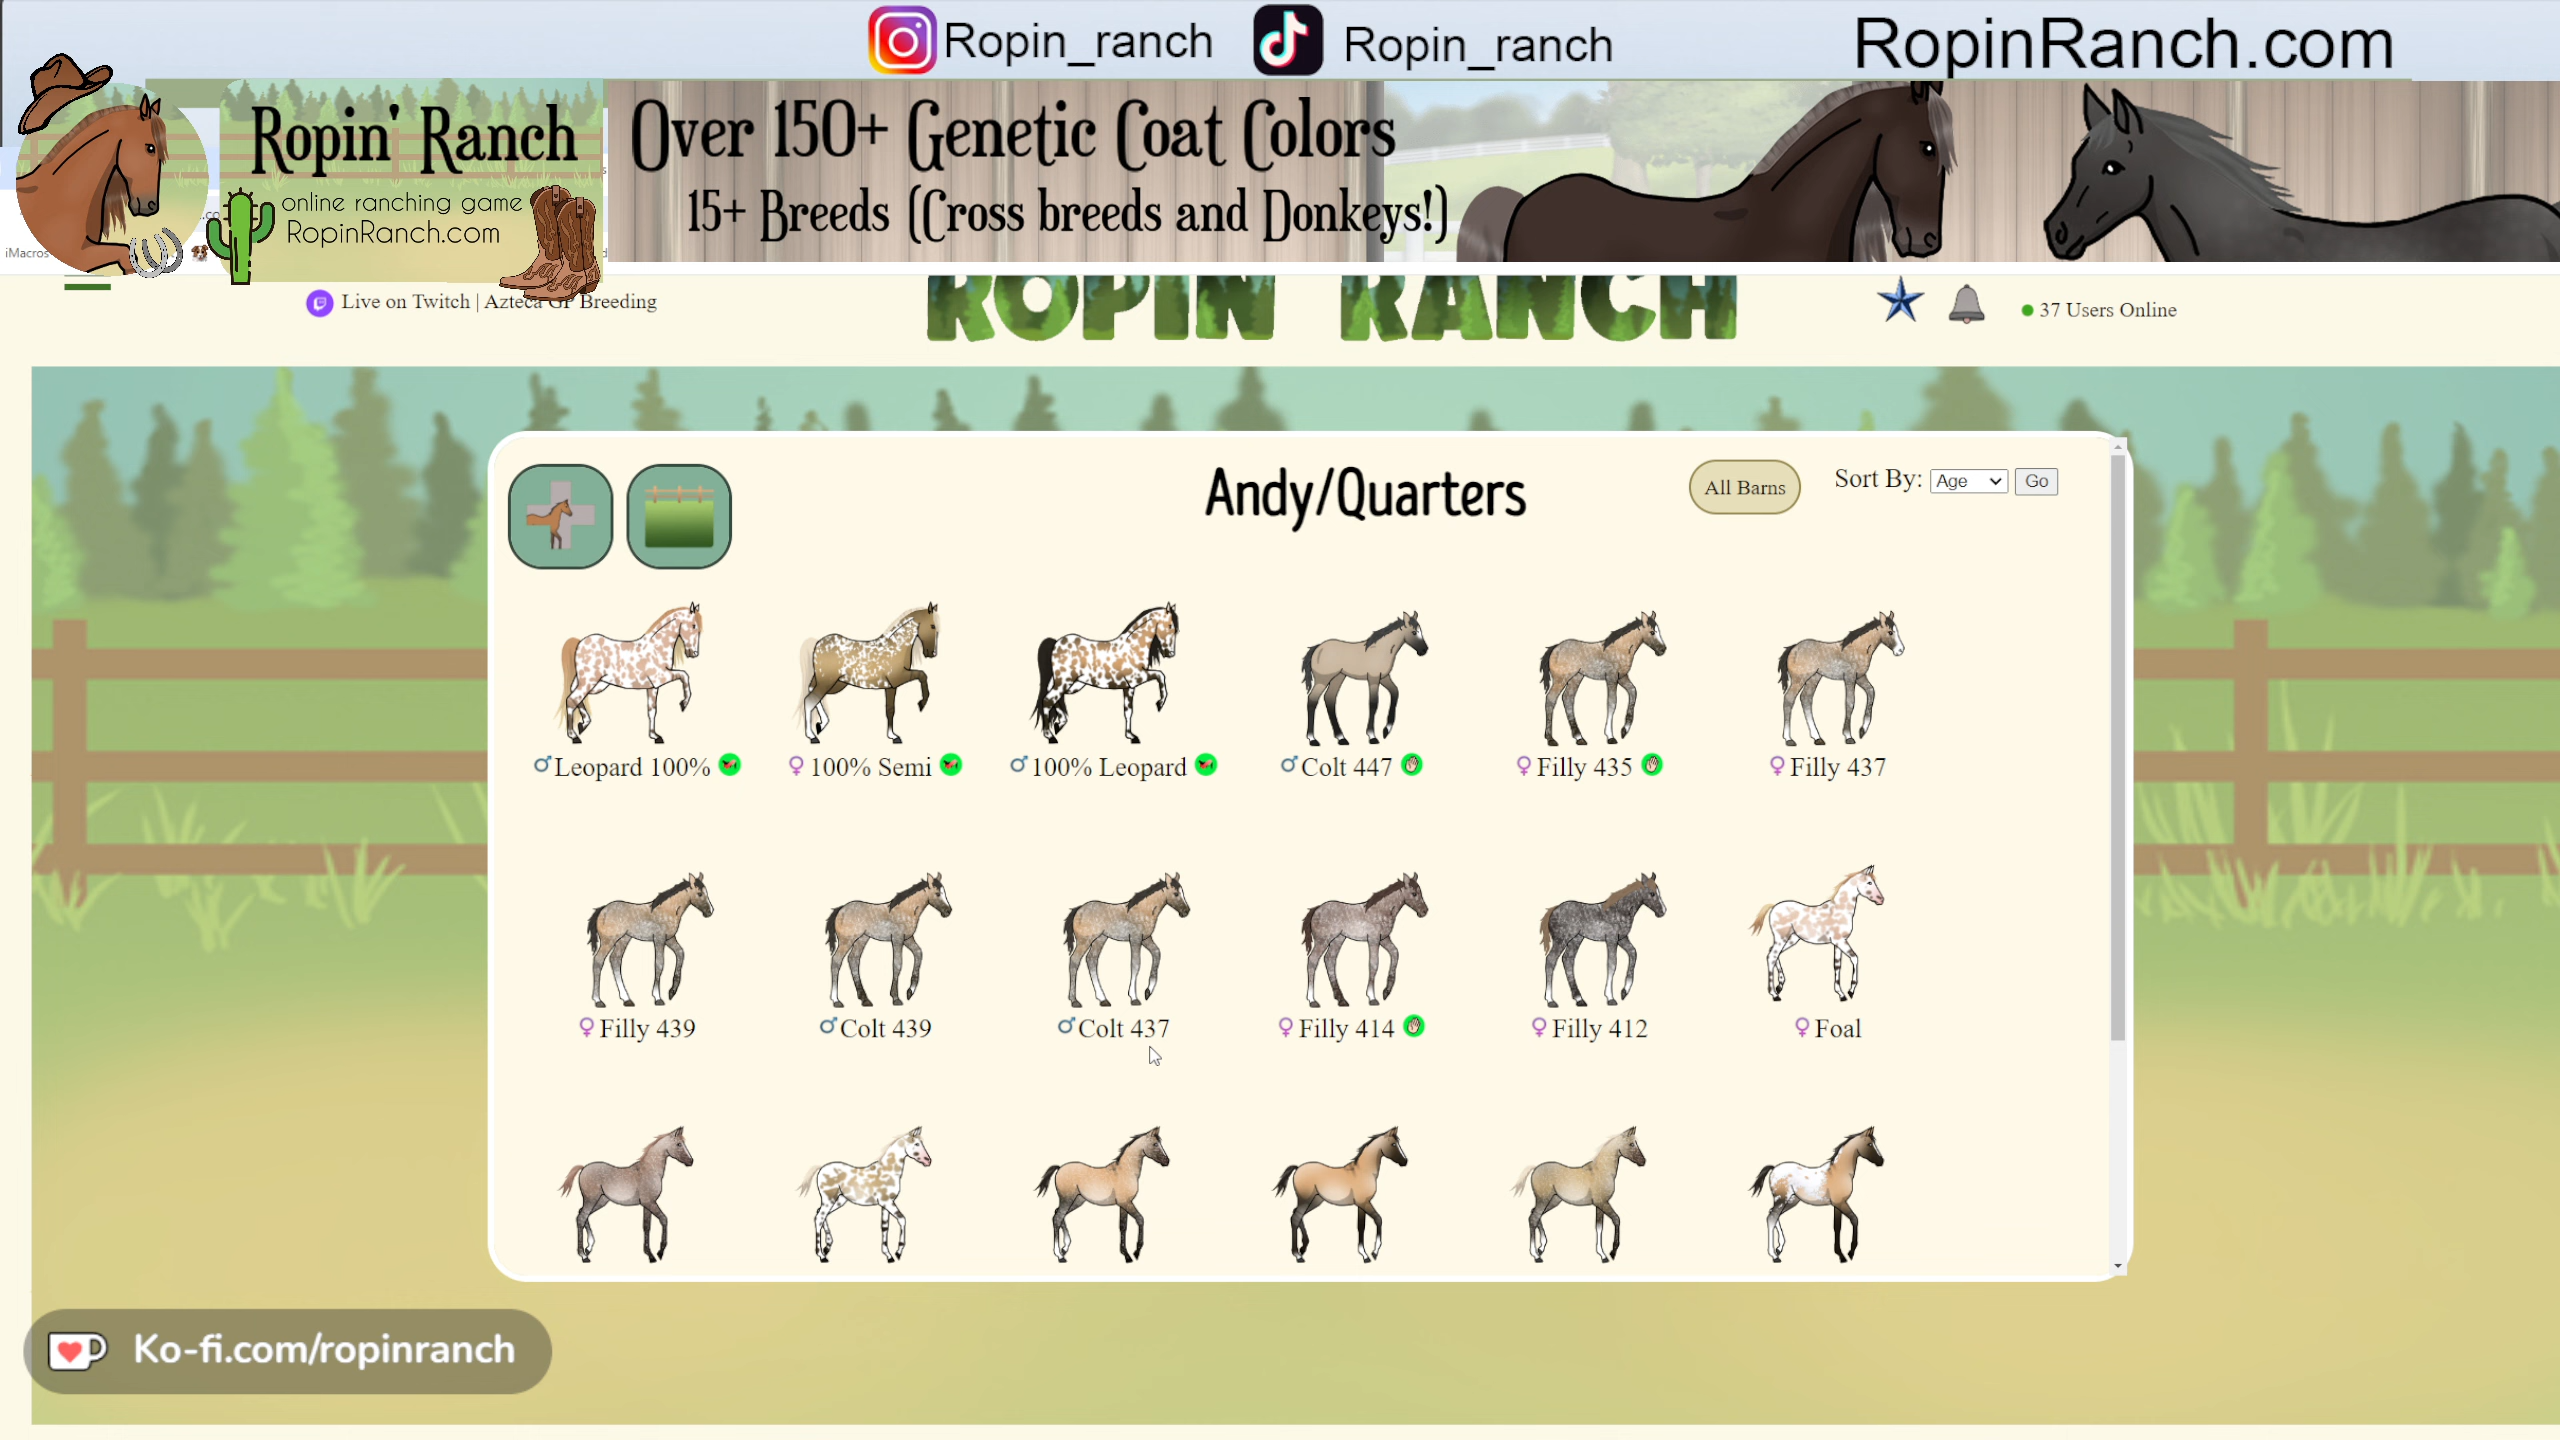 Ropin_ranch
Ropin_ranch
RopinRanch.com
Ropin' Ranch
online ranching game
RopinRanch.com
Over 150+ Genetic Coat Colors
15+ Breeds (Cross breeds and Donkeys!)
iMacros
Live on Twitch | Azteca GP Breeding
ROPIN RANCH
37 Users Online
Andy/Quarters
All Barns
Sort By: Age Go
Leopard 100%
100% Semi
100% Leopard
Colt 447
Filly 435
Filly 437
Filly 439
Colt 439
Colt 437
Filly 414
Filly 412
Foal
Ko-fi.com/ropinranch